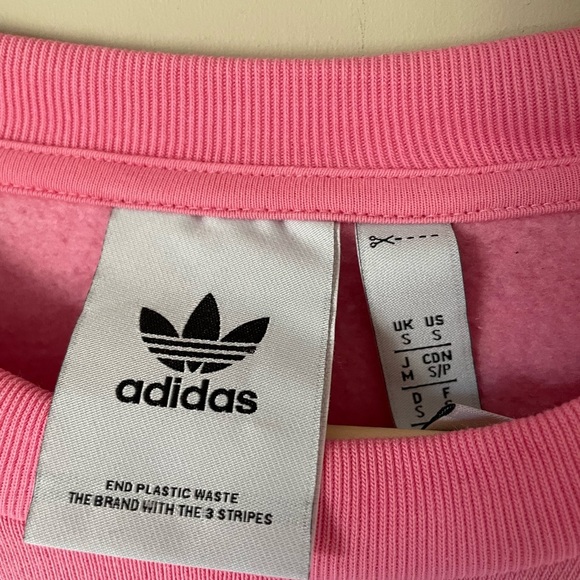 adidas
END PLASTIC WASTE
THE BRAND WITH THE 3 STRIPES
UK US
S S
J CDN
M S/P
D F
S S